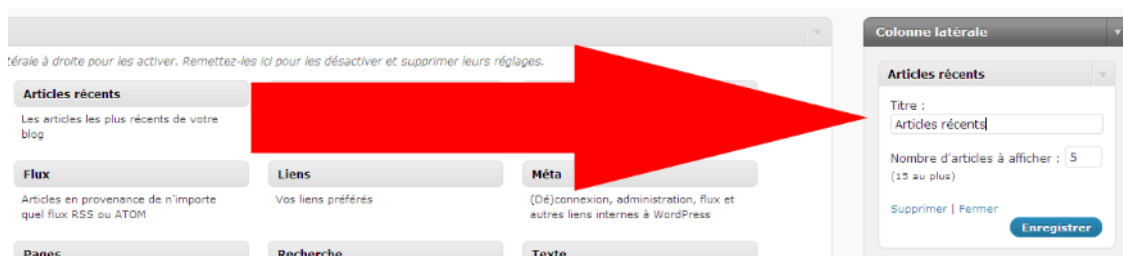 Colonne latérale
térale à droite pour les activer. Remettez-les ici pour les désactiver et supprimer leurs réglages.
Articles récents
Les articles les plus récents de votre
blog
Flux
Articles en provenance de n'importe
quel flux RSS ou ATOM
Liens
Vos liens préférés
Méta
(Dé)connexion, administration, flux et
autres liens internes à WordPress
Pages
Recherche
Texte
Articles récents
Titre :
Articles récents
Nombre d'articles à afficher : 5
(15 au plus)
Supprimer | Fermer
Enregistrer